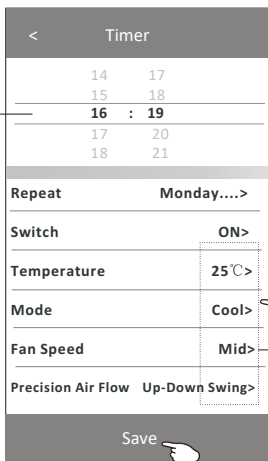 < Timer
14 17
15 18
16 : 19
17 20
18 21
Repeat Monday....>
Switch ON>
Temperature 25℃>
Mode Cool>
Fan Speed Mid>
Precision Air Flow Up-Down Swing>
Save